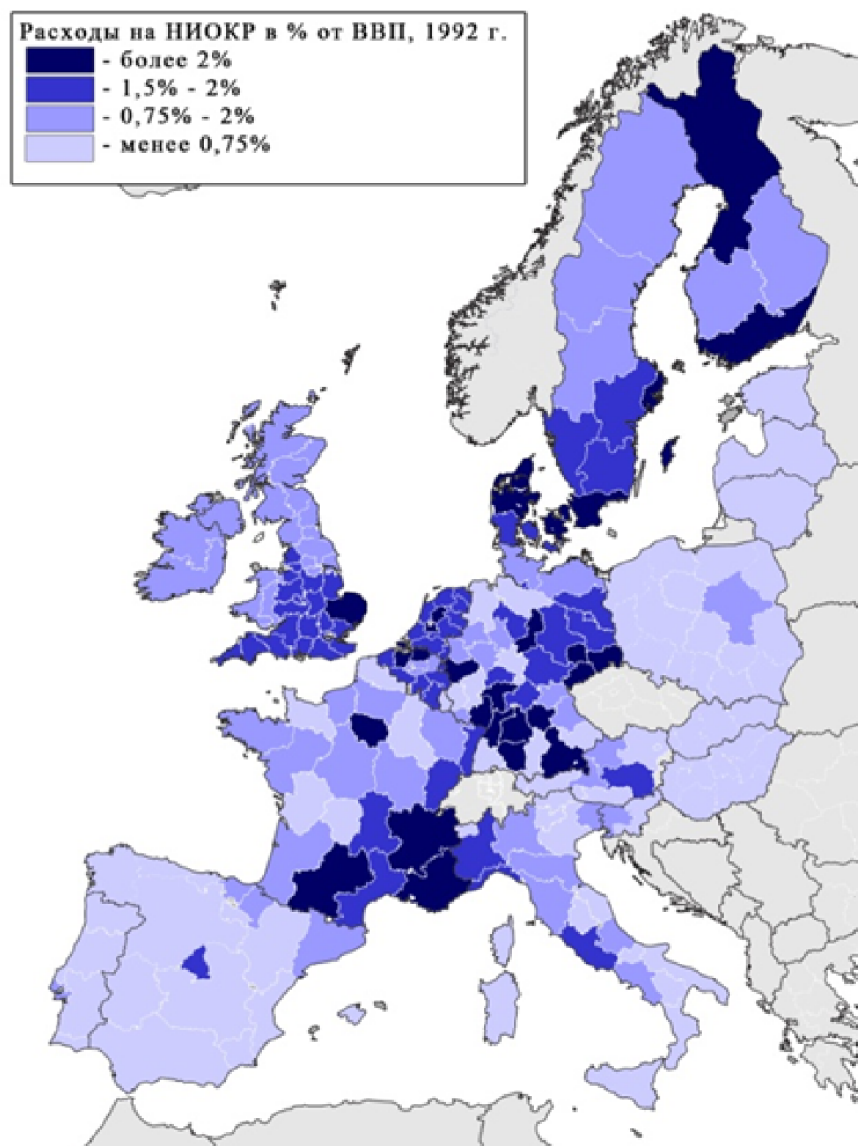 Расходы на НИОКР в % от ВВП, 1992 г.
- более 2%
- 1,5% - 2%
- 0,75% - 2%
- менее 0,75%